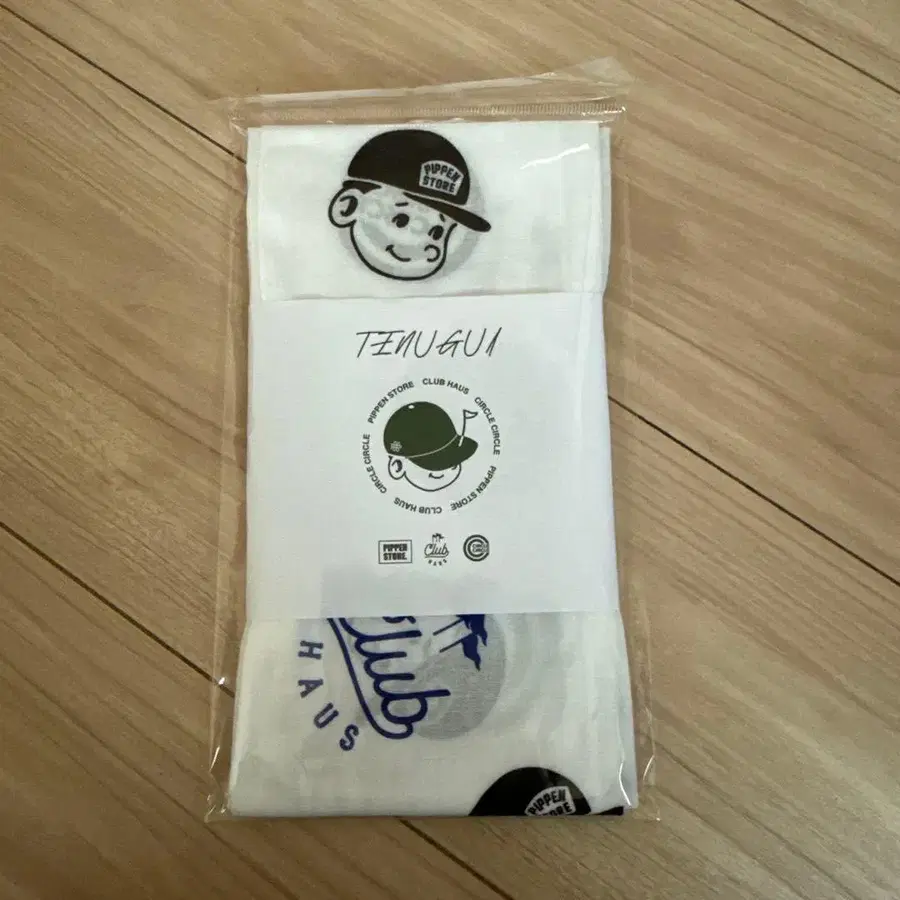 PIPPEN
STORE
TENUGUI
PIPPEN STORE CLUB HAUS CIRCLE CIRCLE PIPPEN STORE CLUB HAUS CIRCLE CIRCLE
PIPPEN
STORE.
Club
HAUS
Club
HAUS
PIPPEN
STORE